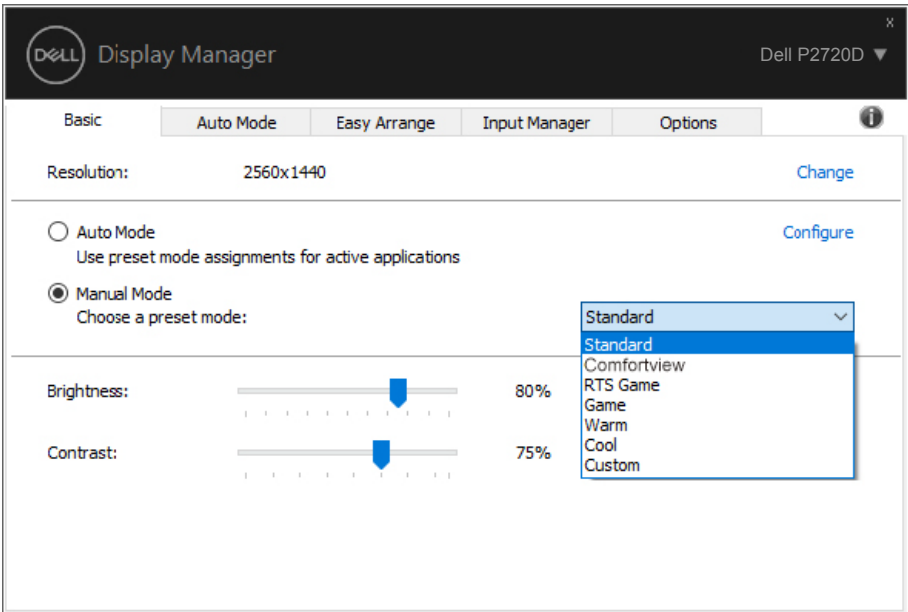 x
DELL Display Manager
Dell P2720D ▼
Basic Auto Mode Easy Arrange Input Manager Options i
Resolution: 2560x1440 Change
Auto Mode Configure
Use preset mode assignments for active applications
Manual Mode
Choose a preset mode: Standard
Standard
Comfortview
RTS Game
Game
Warm
Cool
Custom
Brightness: 80%
Contrast: 75%